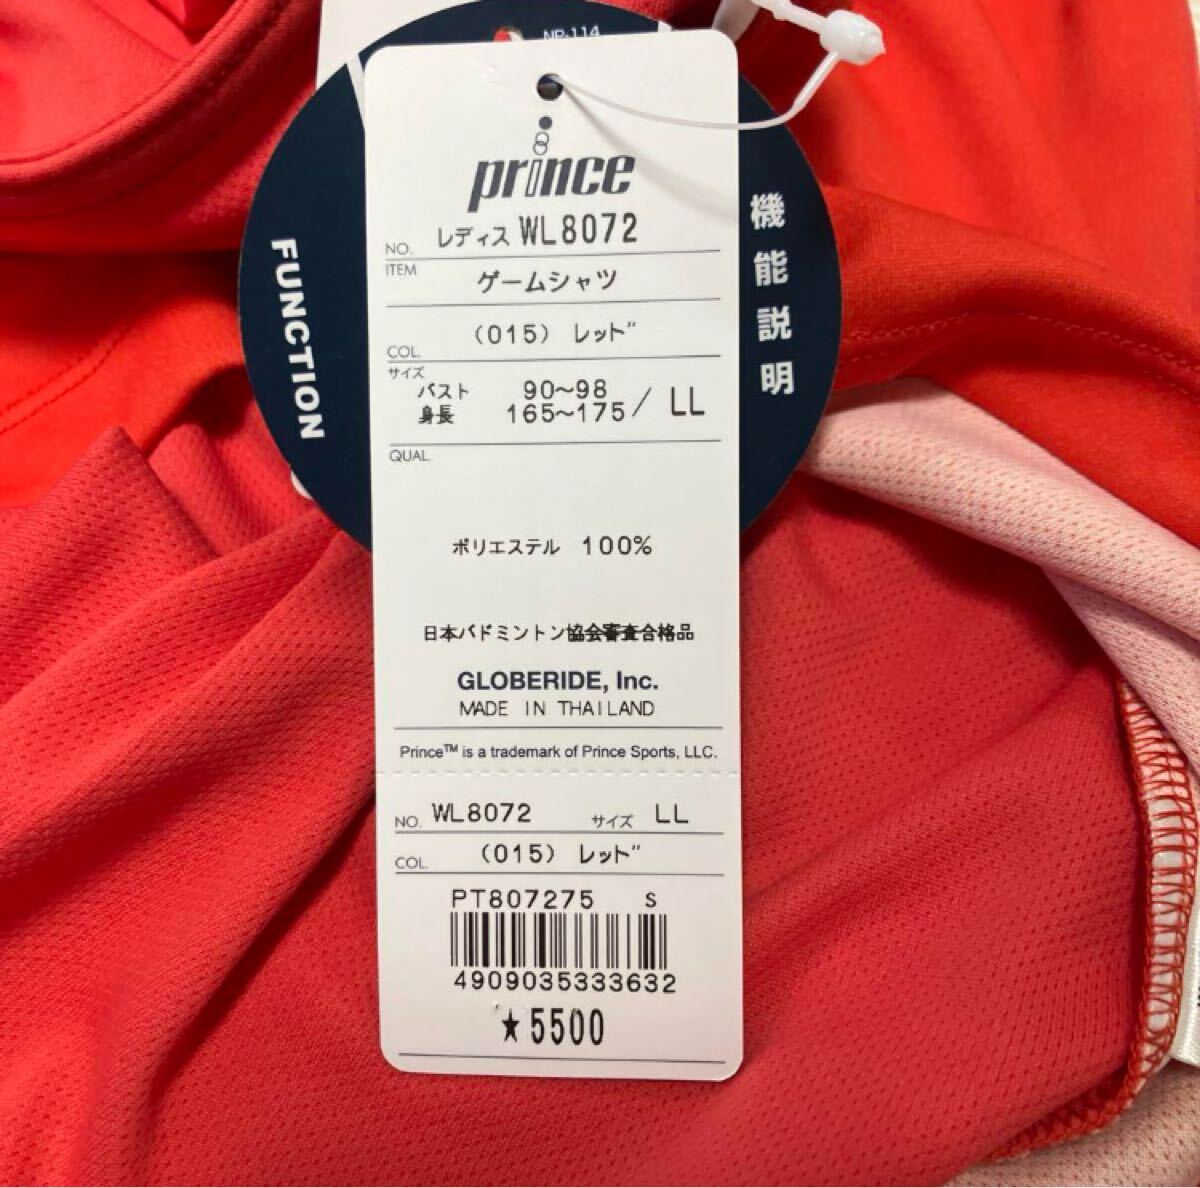 NP-114
FUNCTION
機能説明
prince
NO. レディス WL8072
ITEM ゲームシャツ
COL. (015) レット゛
サイズ
バスト 90~98
身長 165~175 / LL
QUAL.
ポリエステル 100%
日本バドミントン協会審査合格品
GLOBERIDE, Inc.
MADE IN THAILAND
Prince™ is a trademark of Prince Sports, LLC.
NO. WL8072 サイズ LL
COL. (015) レット゛
PT807275 S
4909035333632
★5500